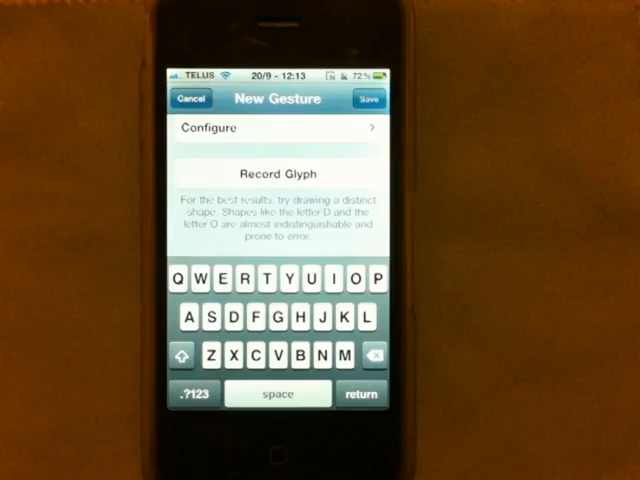 TELUS 20/9 - 12:13 72%
Cancel New Gesture Save
Configure
Record Glyph
For the best results, try drawing a distinct
shape. Shapes like the letter D and the
letter O are almost indistinguishable and
prone to error.
Q W E R T Y U I O P
A S D F G H J K L
Z X C V B N M
.?123 space return